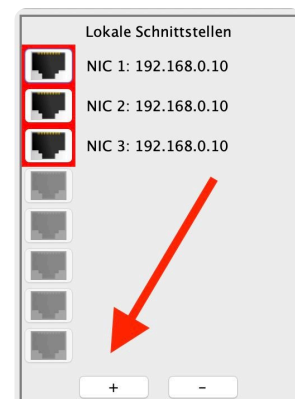 Lokale Schnittstellen
NIC 1: 192.168.0.10
NIC 2: 192.168.0.10
NIC 3: 192.168.0.10
+ -